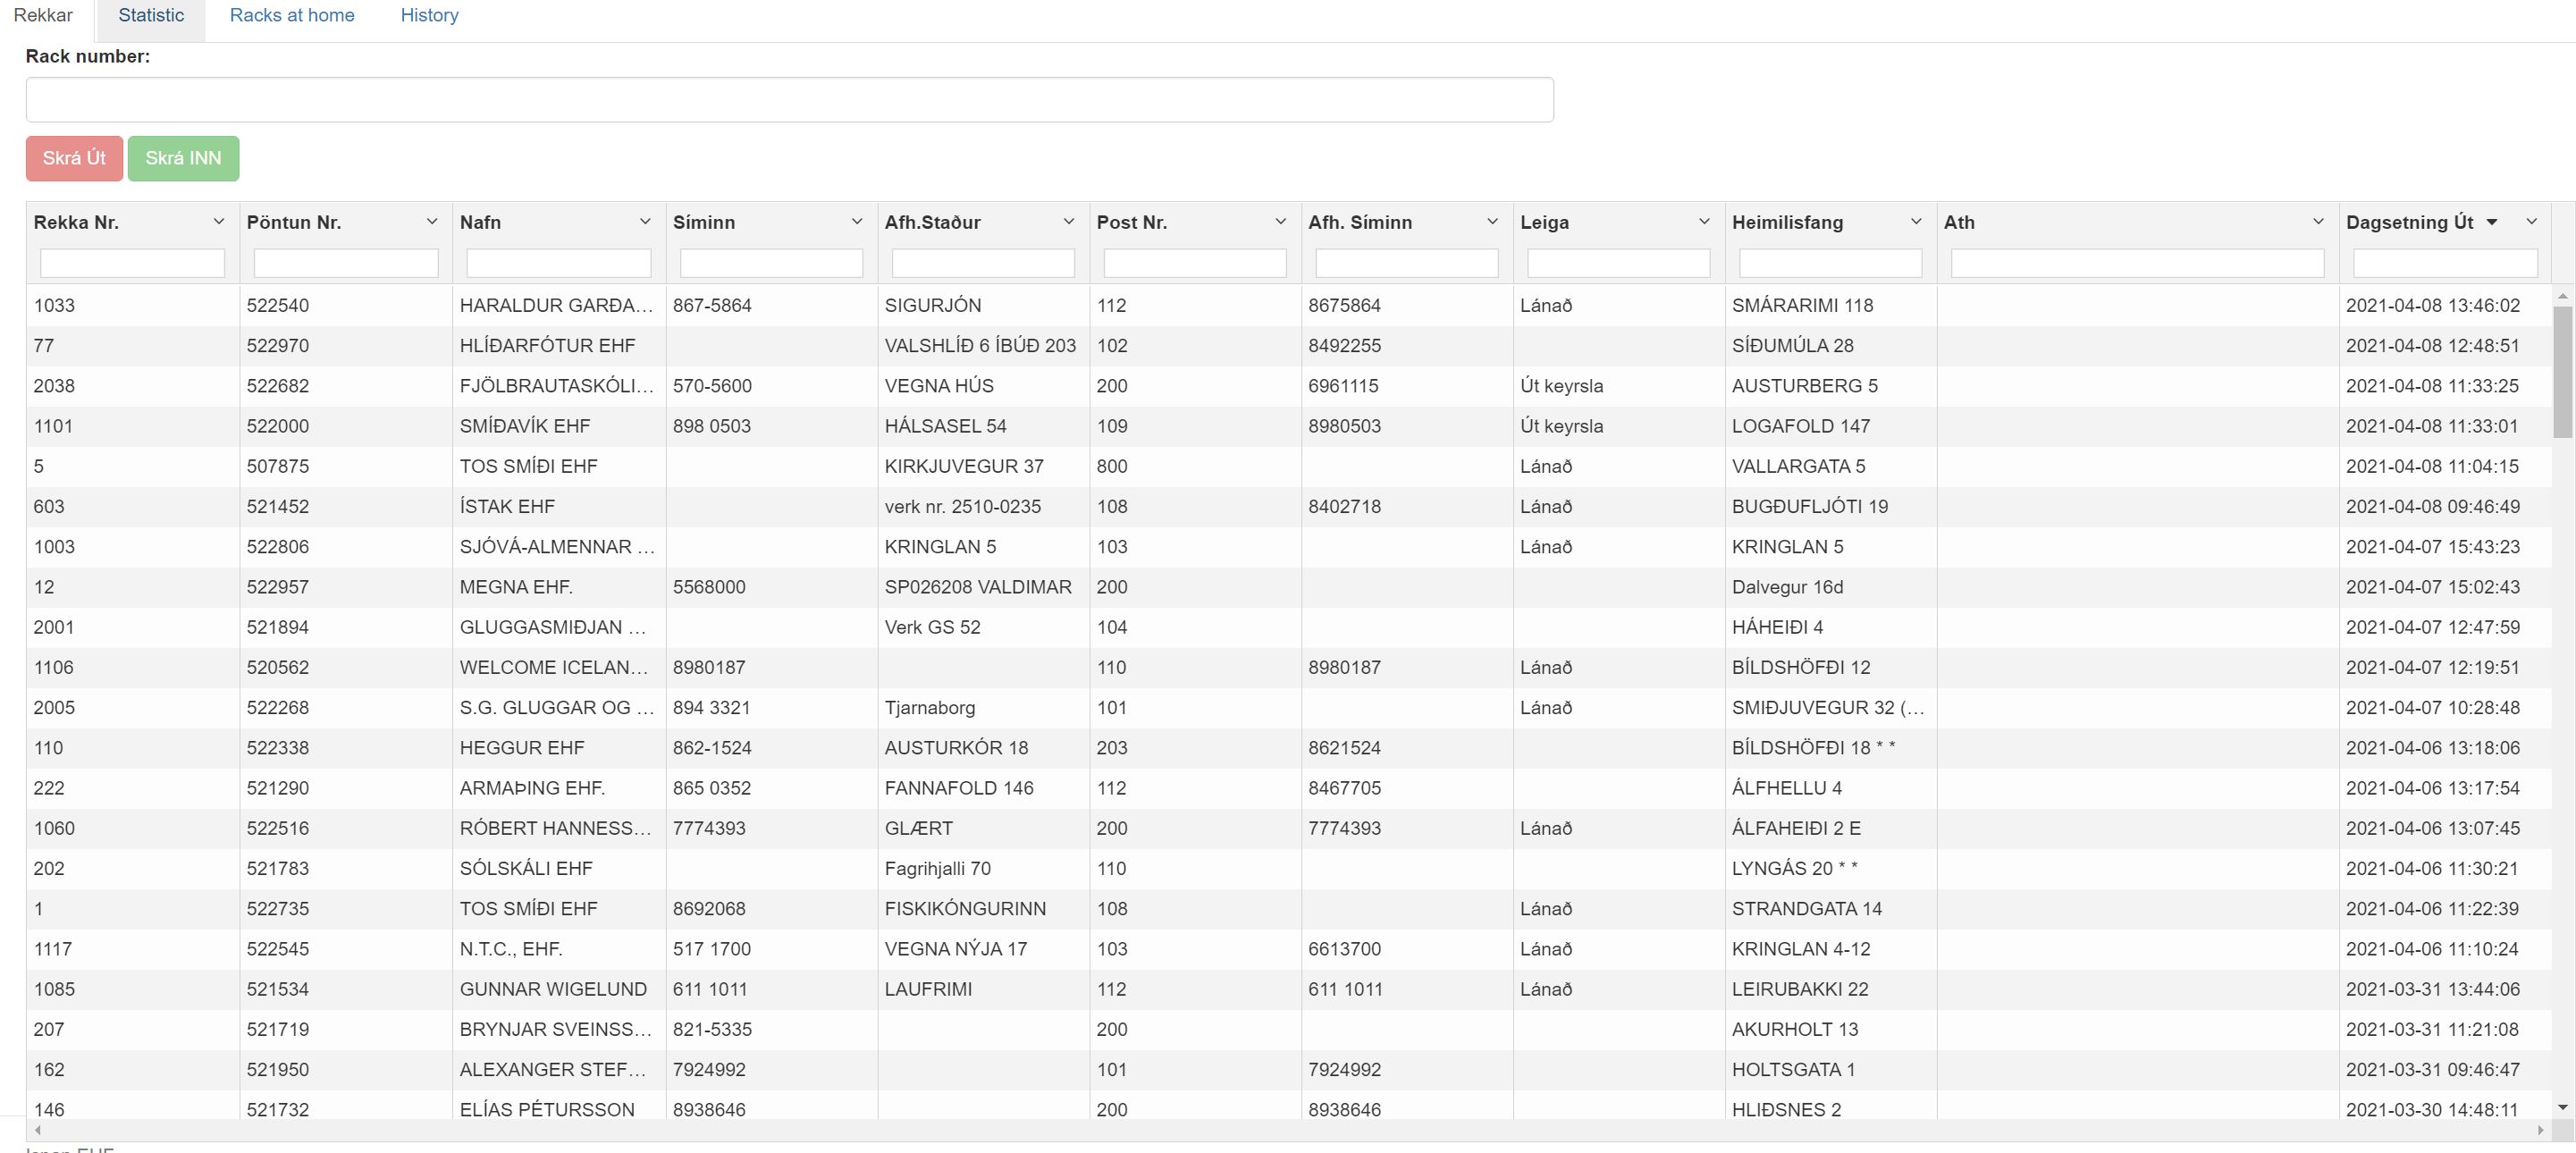 Rekkar Statistic Racks at home History
Rack number:
Skrá Út Skrá INN
Rekka Nr. Pöntun Nr. Nafn Síminn Afh.Staður Post Nr. Afh. Síminn Leiga Heimilisfang Ath Dagsetning Út
1033 522540 HARALDUR GARÐA... 867-5864 SIGURJÓN 112 8675864 Lánað SMÁRARIMI 118 2021-04-08 13:46:02
77 522970 HLÍÐARFÓTUR EHF VALSHLÍÐ 6 ÍBÚÐ 203 102 8492255 SÍÐUMÚLA 28 2021-04-08 12:48:51
2038 522682 FJÖLBRAUTASKÓLI... 570-5600 VEGNA HÚS 200 6961115 Út keyrsla AUSTURBERG 5 2021-04-08 11:33:25
1101 522000 SMÍÐAVÍK EHF 898 0503 HÁLSASEL 54 109 8980503 Út keyrsla LOGAFOLD 147 2021-04-08 11:33:01
5 507875 TOS SMÍÐI EHF KIRKJUVEGUR 37 800 Lánað VALLARGATA 5 2021-04-08 11:04:15
603 521452 ÍSTAK EHF verk nr. 2510-0235 108 8402718 Lánað BUGÐUFLJÓTI 19 2021-04-08 09:46:49
1003 522806 SJÓVÁ-ALMENNAR ... KRINGLAN 5 103 Lánað KRINGLAN 5 2021-04-07 15:43:23
12 522957 MEGNA EHF. 5568000 SP026208 VALDIMAR 200 Dalvegur 16d 2021-04-07 15:02:43
2001 521894 GLUGGASMIÐJAN ... Verk GS 52 104 HÁHEIÐI 4 2021-04-07 12:47:59
1106 520562 WELCOME ICELAN... 8980187 110 8980187 Lánað BÍLDSHÖFÐI 12 2021-04-07 12:19:51
2005 522268 S.G. GLUGGAR OG ... 894 3321 Tjarnaborg 101 Lánað SMIÐJUVEGUR 32 (... 2021-04-07 10:28:48
110 522338 HEGGUR EHF 862-1524 AUSTURKÓR 18 203 8621524 BÍLDSHÖFÐI 18 * * 2021-04-06 13:18:06
222 521290 ARMAÞING EHF. 865 0352 FANNAFOLD 146 112 8467705 ÁLFHELLU 4 2021-04-06 13:17:54
1060 522516 RÓBERT HANNESS... 7774393 GLÆRT 200 7774393 Lánað ÁLFAHEIÐI 2 E 2021-04-06 13:07:45
202 521783 SÓLSKÁLI EHF Fagrihjalli 70 110 LYNGÁS 20 * * 2021-04-06 11:30:21
1 522735 TOS SMÍÐI EHF 8692068 FISKIKÓNGURINN 108 Lánað STRANDGATA 14 2021-04-06 11:22:39
1117 522545 N.T.C., EHF. 517 1700 VEGNA NÝJA 17 103 6613700 Lánað KRINGLAN 4-12 2021-04-06 11:10:24
1085 521534 GUNNAR WIGELUND 611 1011 LAUFRIMI 112 611 1011 Lánað LEIRUBAKKI 22 2021-03-31 13:44:06
207 521719 BRYNJAR SVEINSS... 821-5335 200 AKURHOLT 13 2021-03-31 11:21:08
162 521950 ALEXANGER STEF... 7924992 101 7924992 HOLTSGATA 1 2021-03-31 09:46:47
146 521732 ELÍAS PÉTURSSON 8938646 200 8938646 HLIÐSNES 2 2021-03-30 14:48:11